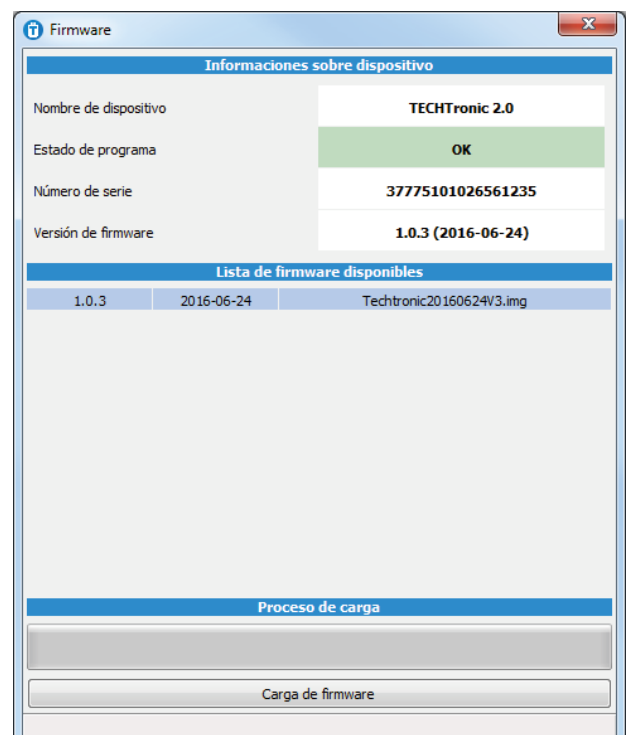 Firmware
Informaciones sobre dispositivo
Nombre de dispositivo TECHTronic 2.0
Estado de programa OK
Número de serie 37775101026561235
Versión de firmware 1.0.3 (2016-06-24)
Lista de firmware disponibles
1.0.3 2016-06-24 Techtronic20160624V3.img
Proceso de carga
Carga de firmware